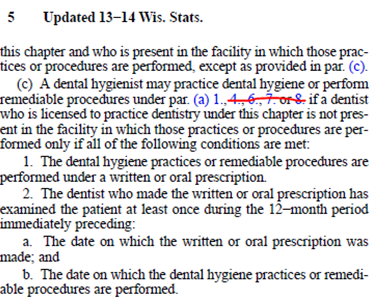 5 Updated 13–14 Wis. Stats.
this chapter and who is present in the facility in which those prac-
tices or procedures are performed, except as provided in par. (c).
(c) A dental hygienist may practice dental hygiene or perform
remediable procedures under par. (a) 1., 4., 6., 7. or 8. if a dentist
who is licensed to practice dentistry under this chapter is not pres-
ent in the facility in which those practices or procedures are per-
formed only if all of the following conditions are met:
1. The dental hygiene practices or remediable procedures are
performed under a written or oral prescription.
2. The dentist who made the written or oral prescription has
examined the patient at least once during the 12–month period
immediately preceding:
a. The date on which the written or oral prescription was
made; and
b. The date on which the dental hygiene practices or remedi-
able procedures are performed.